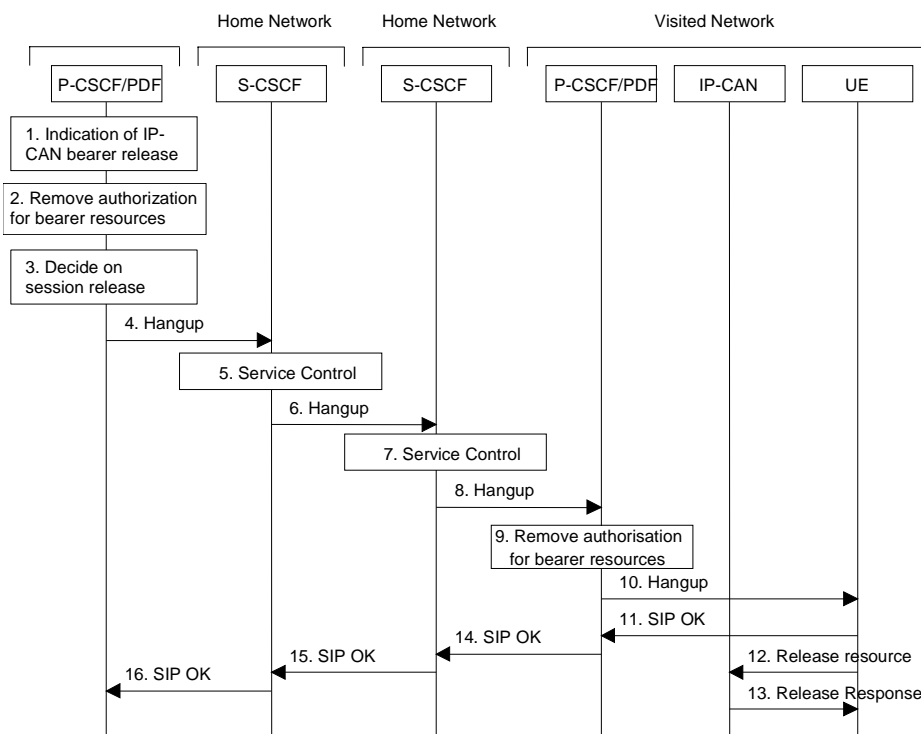 Home Network
Home Network
Visited Network
P-CSCF/PDF
S-CSCF
S-CSCF
P-CSCF/PDF
IP-CAN
UE
1. Indication of IP-
CAN bearer release
2. Remove authorization
for bearer resources
3. Decide on
session release
4. Hangup
5. Service Control
6. Hangup
7. Service Control
8. Hangup
9. Remove authorisation
for bearer resources
10. Hangup
11. SIP OK
14. SIP OK
12. Release resource
15. SIP OK
16. SIP OK
13. Release Response